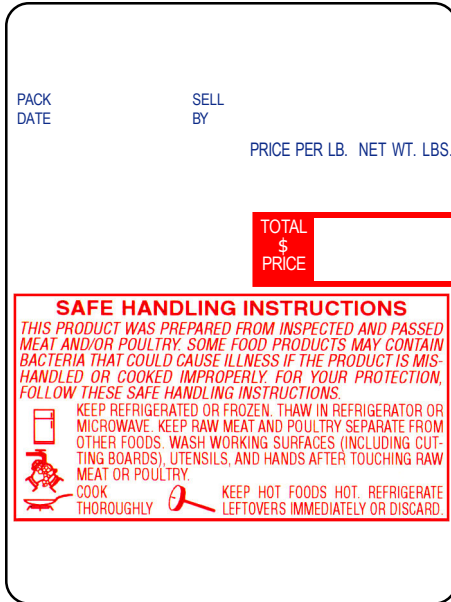 PACK SELL
DATE BY
PRICE PER LB. NET WT. LBS.
TOTAL
$
PRICE
SAFE HANDLING INSTRUCTIONS
THIS PRODUCT WAS PREPARED FROM INSPECTED AND PASSED
MEAT AND/OR POULTRY. SOME FOOD PRODUCTS MAY CONTAIN
BACTERIA THAT COULD CAUSE ILLNESS IF THE PRODUCT IS MIS-
HANDLED OR COOKED IMPROPERLY. FOR YOUR PROTECTION,
FOLLOW THESE SAFE HANDLING INSTRUCTIONS.
KEEP REFRIGERATED OR FROZEN. THAW IN REFRIGERATOR OR
MICROWAVE. KEEP RAW MEAT AND POULTRY SEPARATE FROM
OTHER FOODS. WASH WORKING SURFACES (INCLUDING CUT-
TING BOARDS), UTENSILS, AND HANDS AFTER TOUCHING RAW
MEAT OR POULTRY.
COOK
THOROUGHLY
KEEP HOT FOODS HOT. REFRIGERATE
LEFTOVERS IMMEDIATELY OR DISCARD.